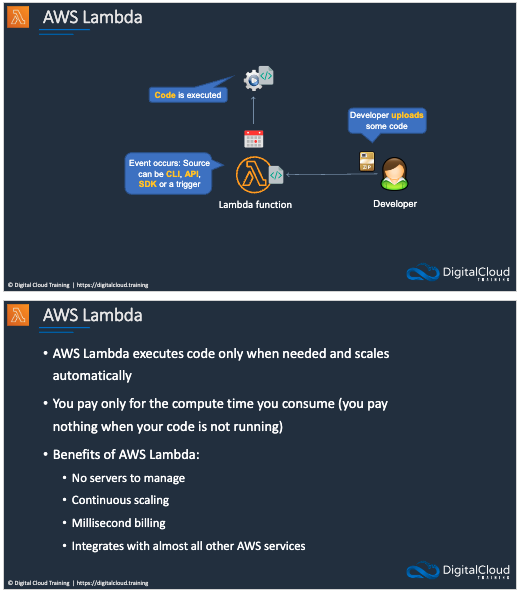 AWS Lambda
Code is executed
Developer uploads
some code
Event occurs: Source
can be CLI, API,
SDK or a trigger
ZIP
Lambda function
Developer
DigitalCloud
TRAINING
© Digital Cloud Training | https://digitalcloud.training
AWS Lambda
• AWS Lambda executes code only when needed and scales
automatically
• You pay only for the compute time you consume (you pay
nothing when your code is not running)
• Benefits of AWS Lambda:
• No servers to manage
• Continuous scaling
• Millisecond billing
• Integrates with almost all other AWS services
DigitalCloud
TRAINING
© Digital Cloud Training | https://digitalcloud.training